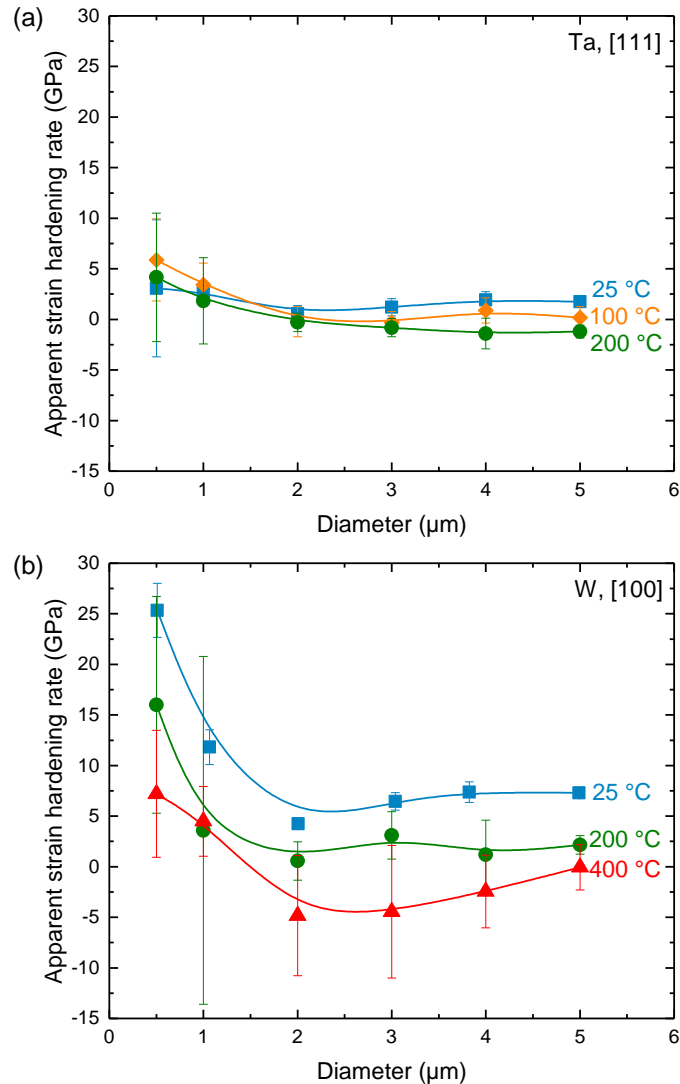 (a)
Ta, [111]
30
25
20
15
10
5
0
-5
-10
-15
Apparent strain hardening rate (GPa)
25 °C
100 °C
200 °C
0 1 2 3 4 5 6
Diameter (µm)
(b)
W, [100]
30
25
20
15
10
5
0
-5
-10
-15
Apparent strain hardening rate (GPa)
25 °C
200 °C
400 °C
0 1 2 3 4 5 6
Diameter (µm)